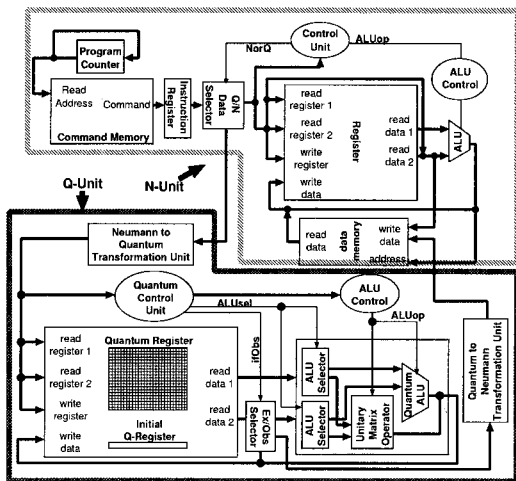 Program
Counter
Read
Address
Command
Command Memory
Instruction
Register
Q/N
Data
Selector
NorQ
Control
Unit
ALUop
ALU
Control
read
register 1
read
register 2
write
register
write
data
Register
read
data 1
read
data 2
ALU
read
data
data
memory
write
data
address
Q-Unit
N-Unit
Neumann to
Quantum
Transformation Unit
Quantum
Control
Unit
ALUsel
ifObs
ALU
Control
ALUop
read
register 1
read
register 2
write
register
write
data
Quantum Register
Initial
Q-Register
read
data 1
read
data 2
Ex/Obs
Selector
ALU
Selector
ALU
Selector
Unitary
Matrix
Operator
Quantum
ALU
Quantum to
Neumann
Transformation Unit